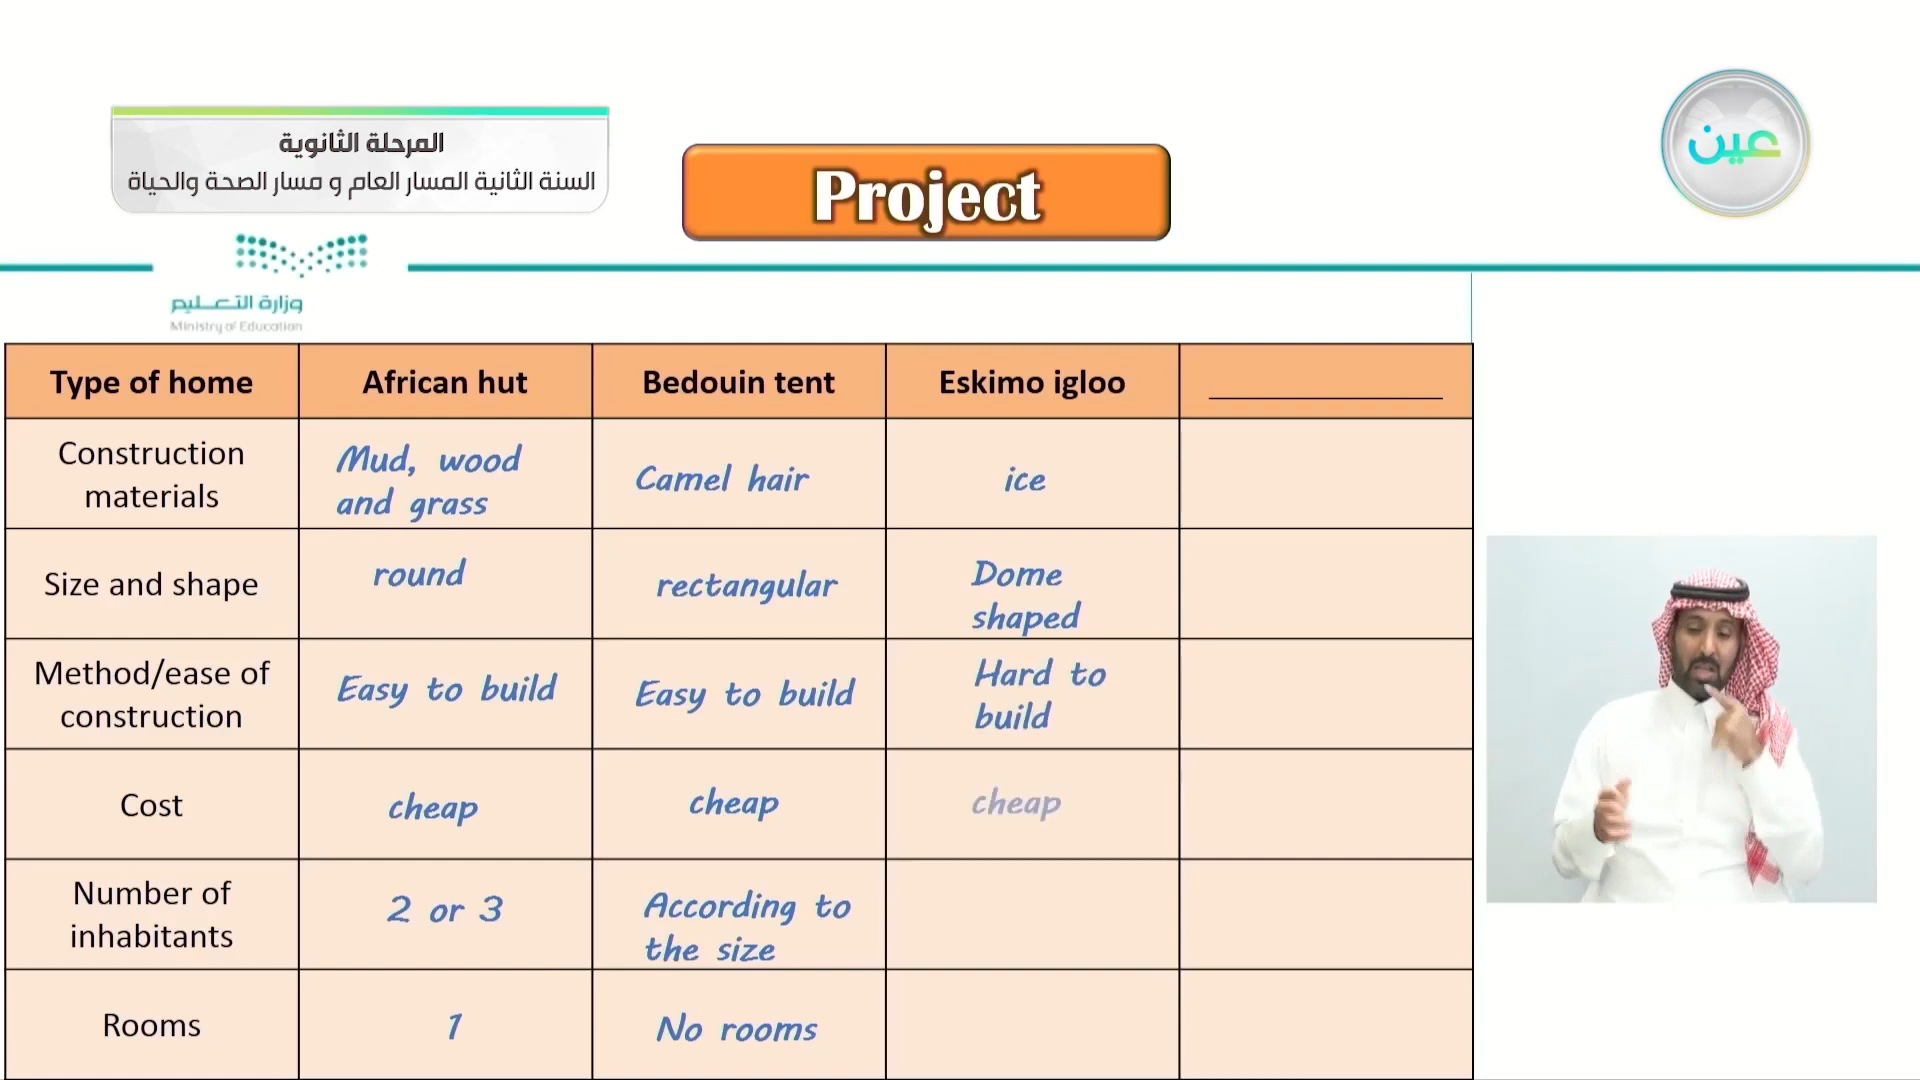 المرحلة الثانوية
السنة الثانية المسار العام و مسار الصحة والحياة
Project
عين
وزارة التعليم
Ministry of Education
Type of home
African hut
Bedouin tent
Eskimo igloo
Construction
materials
Mud, wood
and grass
Camel hair
ice
Size and shape
round
rectangular
Dome
shaped
Method/ease of
construction
Easy to build
Easy to build
Hard to
build
Cost
cheap
cheap
cheap
Number of
inhabitants
2 or 3
According to
the size
Rooms
1
No rooms